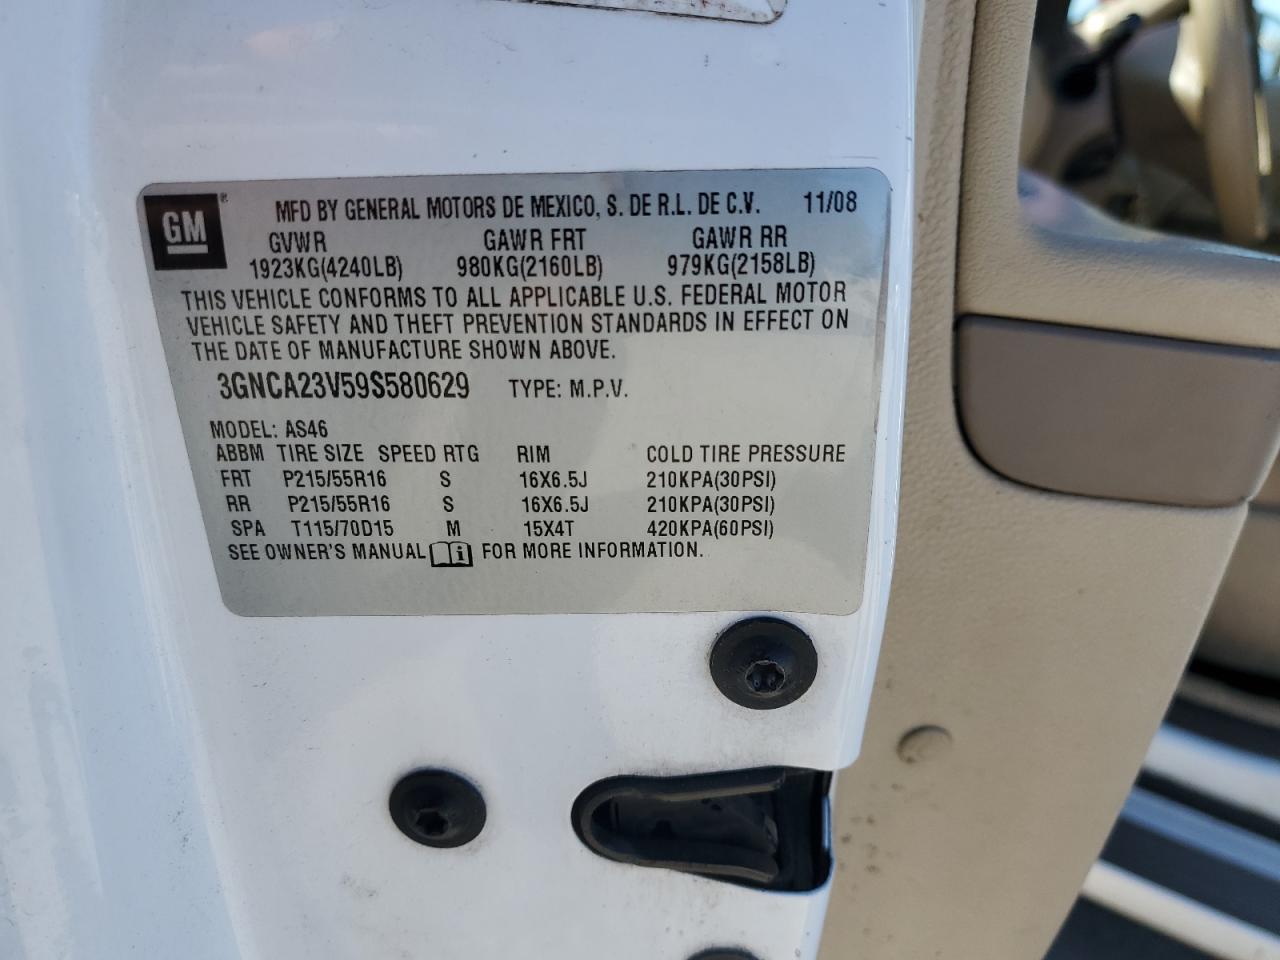 GM ® MFD BY GENERAL MOTORS DE MEXICO, S. DE R.L. DE C.V. 11/08
GVWR GAWR FRT GAWR RR
1923KG(4240LB) 980KG(2160LB) 979KG(2158LB)
THIS VEHICLE CONFORMS TO ALL APPLICABLE U.S. FEDERAL MOTOR
VEHICLE SAFETY AND THEFT PREVENTION STANDARDS IN EFFECT ON
THE DATE OF MANUFACTURE SHOWN ABOVE.
3GNCA23V59S580629 TYPE: M.P.V.
MODEL: AS46
ABBM TIRE SIZE SPEED RTG RIM COLD TIRE PRESSURE
FRT P215/55R16 S 16X6.5J 210KPA(30PSI)
RR P215/55R16 S 16X6.5J 210KPA(30PSI)
SPA T115/70D15 M 15X4T 420KPA(60PSI)
SEE OWNER'S MANUAL i FOR MORE INFORMATION.